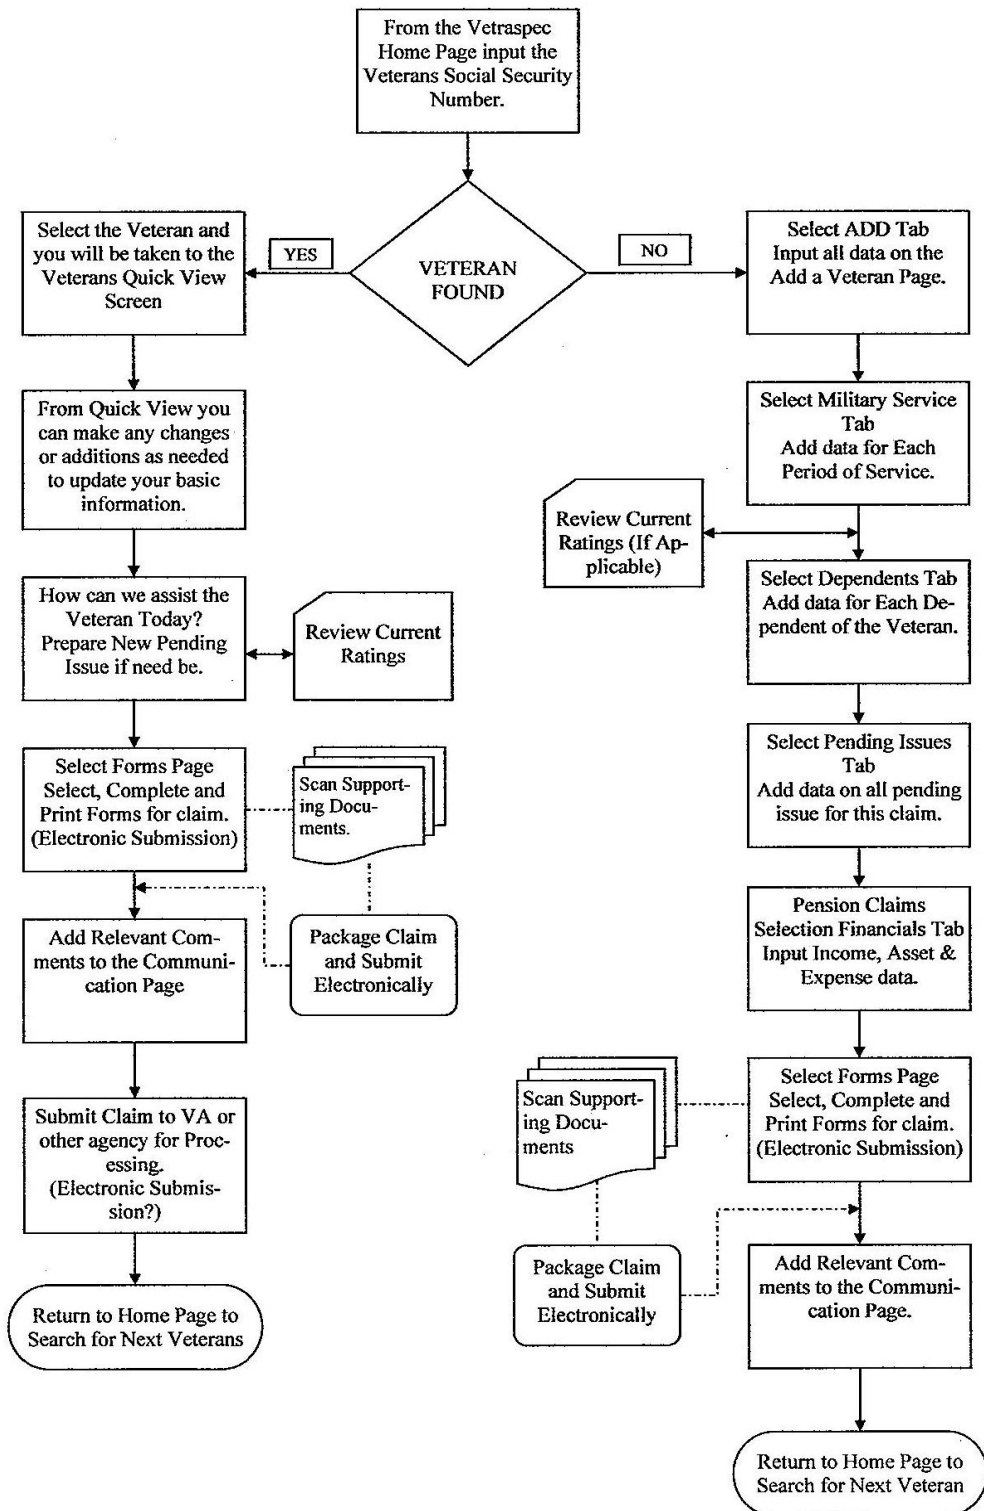 From the Vetraspec
Home Page input the
Veterans Social Security
Number.
VETERAN
FOUND
YES
NO
Select the Veteran and
you will be taken to the
Veterans Quick View
Screen
From Quick View you
can make any changes
or additions as needed
to update your basic
information.
How can we assist the
Veteran Today?
Prepare New Pending
Issue if need be.
Review Current
Ratings
Select Forms Page
Select, Complete and
Print Forms for claim.
(Electronic Submission)
Scan Support-
ing Docu-
ments.
Package Claim
and Submit
Electronically
Add Relevant Com-
ments to the Communi-
cation Page
Submit Claim to VA or
other agency for Proc-
essing.
(Electronic Submis-
sion?)
Return to Home Page to
Search for Next Veterans
Select ADD Tab
Input all data on the
Add a Veteran Page.
Select Military Service
Tab
Add data for Each
Period of Service.
Review Current
Ratings (If Ap-
plicable)
Select Dependents Tab
Add data for Each De-
pendent of the Veteran.
Select Pending Issues
Tab
Add data on all pending
issue for this claim.
Pension Claims
Selection Financials Tab
Input Income, Asset &
Expense data.
Select Forms Page
Select, Complete and
Print Forms for claim.
(Electronic Submission)
Scan Support-
ing Docu-
ments
Package Claim
and Submit
Electronically
Add Relevant Com-
ments to the Communi-
cation Page.
Return to Home Page to
Search for Next Veteran